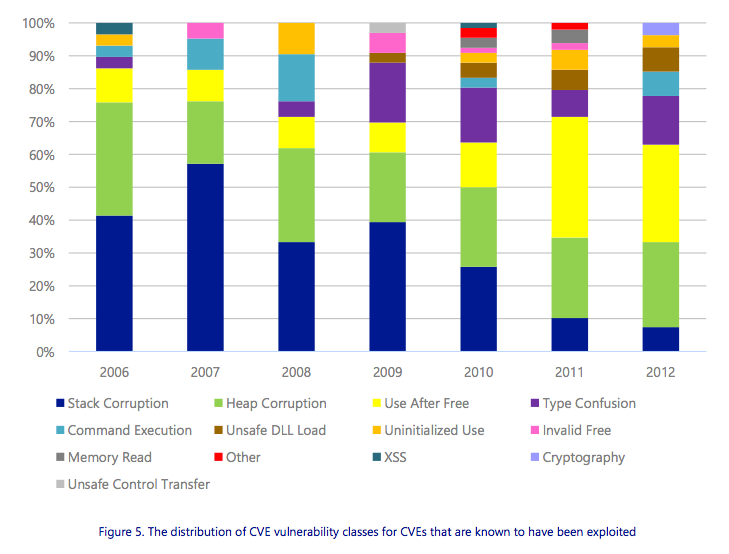 100%
90%
80%
70%
60%
50%
40%
30%
20%
10%
0%
2006 2007 2008 2009 2010 2011 2012
Stack Corruption Heap Corruption Use After Free Type Confusion
Command Execution Unsafe DLL Load Uninitialized Use Invalid Free
Memory Read Other XSS Cryptography
Unsafe Control Transfer
Figure 5. The distribution of CVE vulnerability classes for CVEs that are known to have been exploited